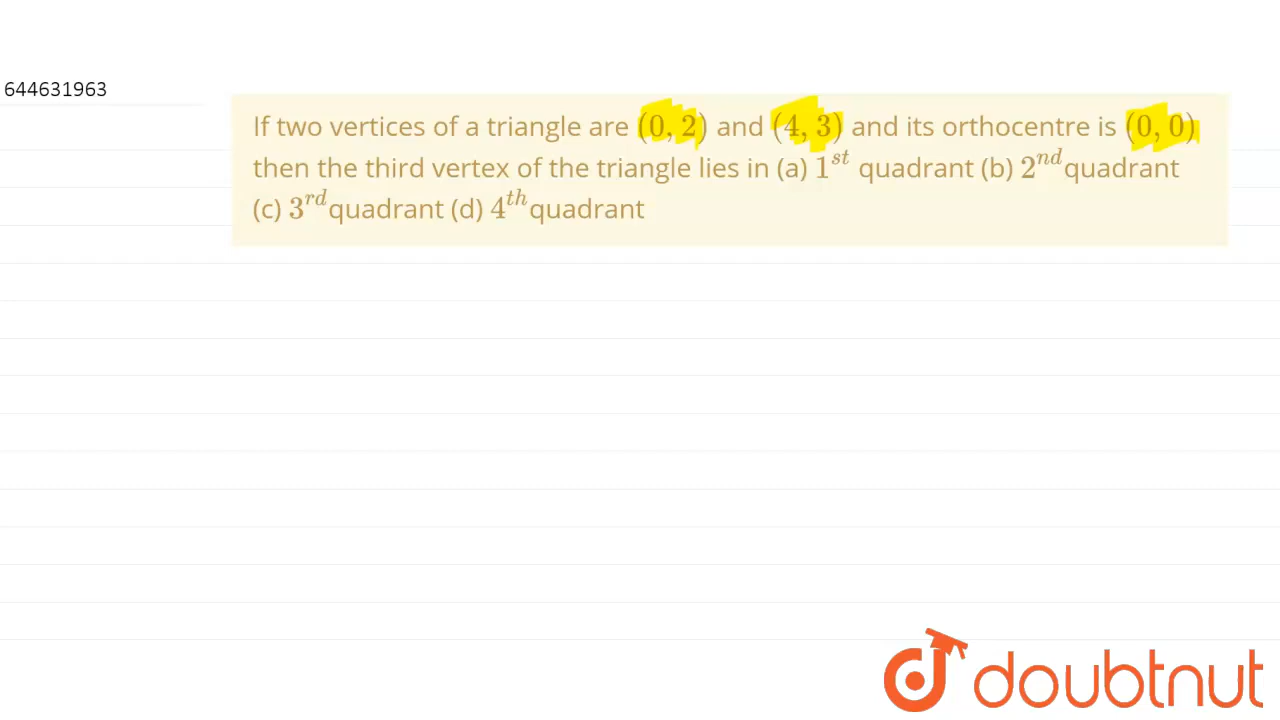 644631963
If two vertices of a triangle are (0, 2) and (4, 3) and its orthocentre is (0, 0)
then the third vertex of the triangle lies in (a) 1^{st} quadrant (b) 2^{nd}quadrant
(c) 3^{rd}quadrant (d) 4^{th}quadrant
doubtnut